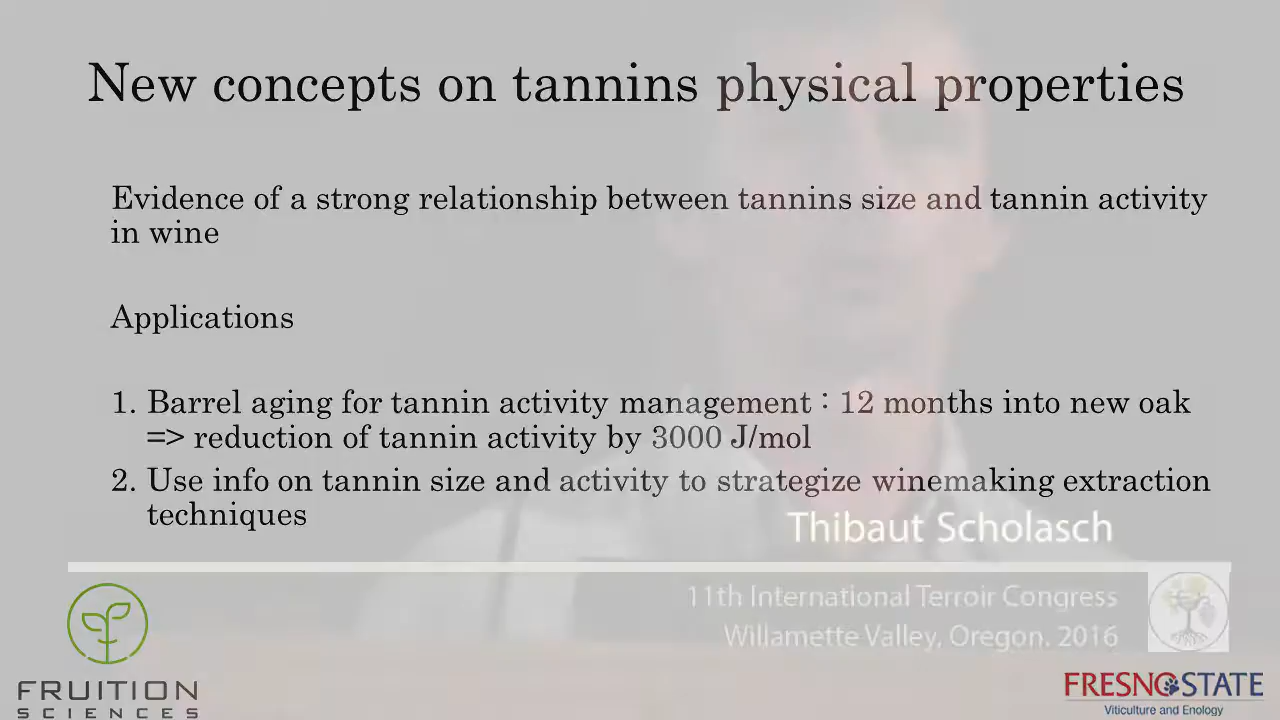 New concepts on tannins physical properties
Evidence of a strong relationship between tannins size and tannin activity
in wine
Applications
1. Barrel aging for tannin activity management : 12 months into new oak
=> reduction of tannin activity by 3000 J/mol
2. Use info on tannin size and activity to strategize winemaking extraction
techniques
Thibaut Scholasch
11th International Terroir Congress
Willamette Valley, Oregon. 2016
FRUITION
SCIENCES
FRESNO STATE
Viticulture and Enology